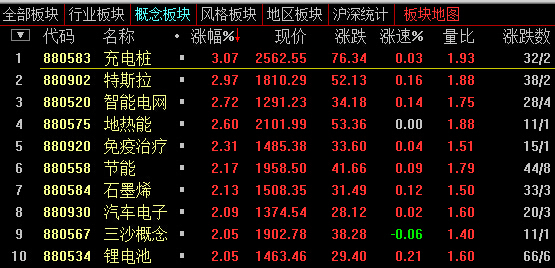 全部板块 行业板块 概念板块 风格板块 地区板块 沪深统计 板块地图
代码 名称 涨幅%↓ 现价 涨跌 涨速% 量比 涨跌数
1 880583 充电桩 3.07 2562.55 76.34 0.03 1.93 32/2
2 880902 特斯拉 2.97 1810.29 52.13 0.16 1.88 38/2
3 880520 智能电网 2.72 1291.23 34.18 0.14 1.75 28/4
4 880575 地热能 2.60 2101.99 53.36 0.00 1.88 11/1
5 880920 免疫治疗 2.31 1485.38 33.60 0.04 1.51 15/1
6 880558 节能 2.17 1958.50 41.66 0.09 1.79 44/8
7 880584 石墨烯 2.13 1508.35 31.49 0.12 1.50 33/3
8 880930 汽车电子 2.09 1374.54 28.12 0.02 1.60 20/3
9 880567 三沙概念 2.05 1902.78 38.28 -0.06 1.40 11/1
10 880534 锂电池 2.05 1463.46 29.40 0.21 1.60 66/6